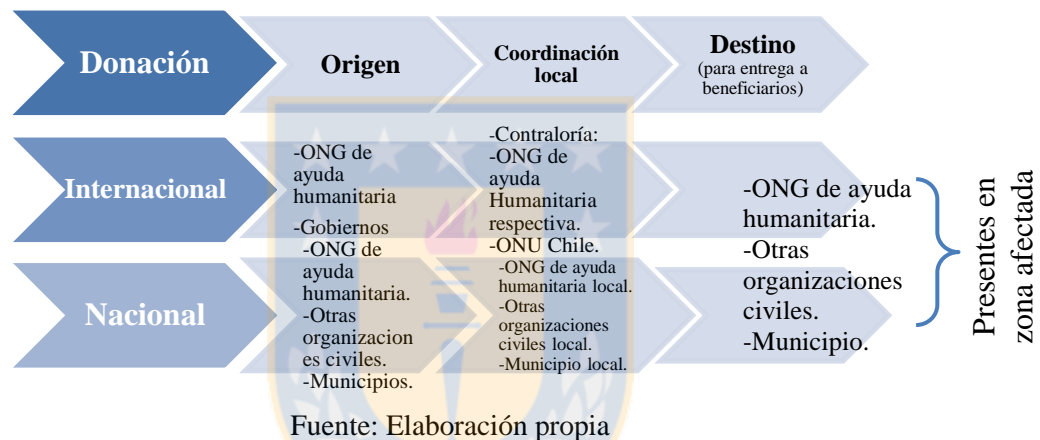 Donación
Origen
Coordinación
local
Destino
(para entrega a
beneficiarios)
Internacional
-ONG de
ayuda
humanitaria
-Gobiernos
-Contraloría:
-ONG de
ayuda
Humanitaria
respectiva.
-ONU Chile.
Nacional
-ONG de
ayuda
humanitaria.
-Otras
organizacion
es civiles.
-Municipios.
-ONG de ayuda
humanitaria local.
-Otras
organizaciones
civiles local.
-Municipio local.
-ONG de ayuda
humanitaria.
-Otras
organizaciones
civiles.
-Municipio.
Presentes en
zona afectada
Fuente: Elaboración propia